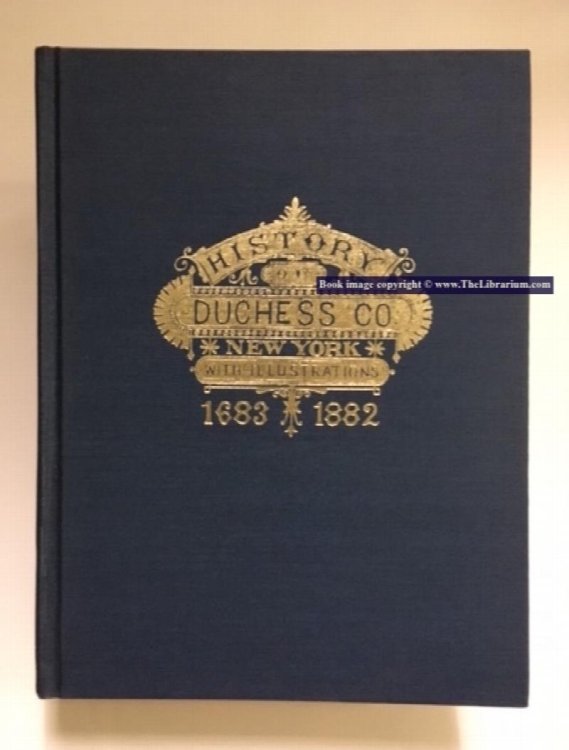 HISTORY
OF
Book image copyright © www.TheLibrarium.com
DUCHESS CO.
NEW YORK
WITH ILLUSTRATIONS
1683 1882